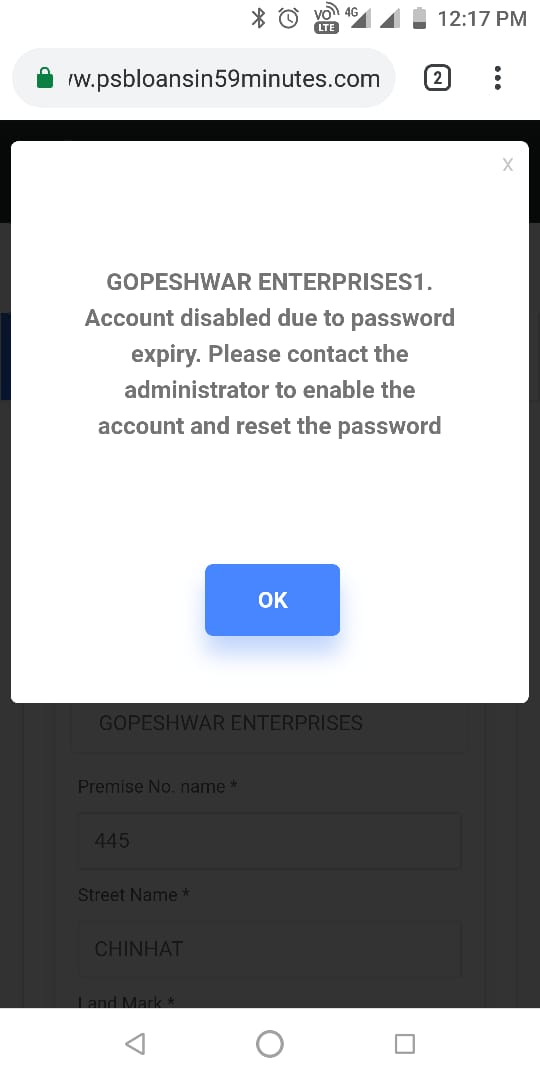 VO LTE 4G 12:17 PM
w.psbloansin59minutes.com 2
X
GOPESHWAR ENTERPRISES1.
Account disabled due to password
expiry. Please contact the
administrator to enable the
account and reset the password
OK
GOPESHWAR ENTERPRISES
Premise No. name *
445
Street Name *
CHINHAT
Land Mark *